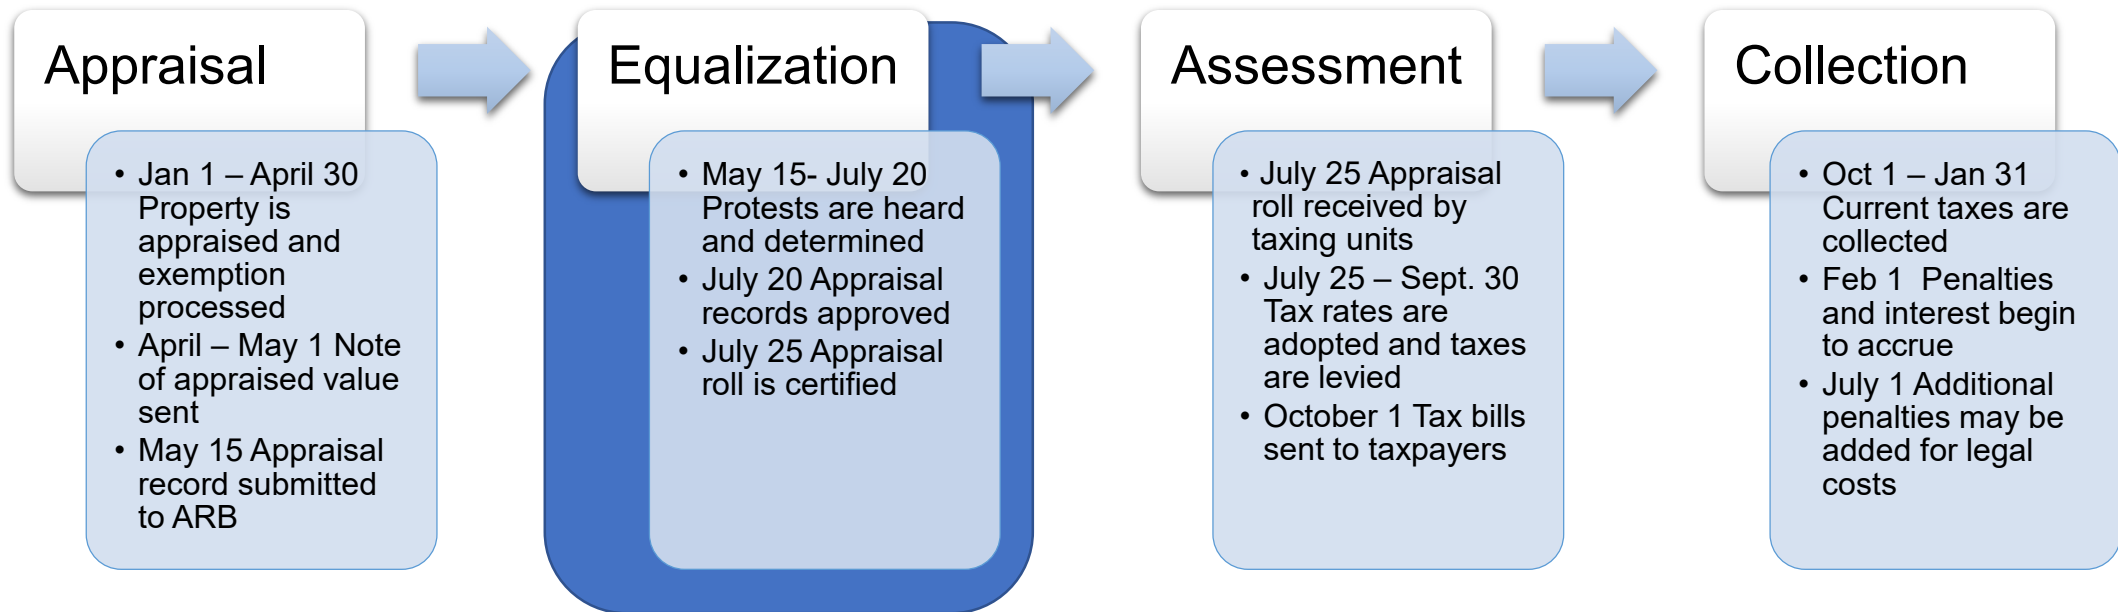 Appraisal
• Jan 1 – April 30
Property is
appraised and
exemption
processed
• April – May 1 Note
of appraised value
sent
• May 15 Appraisal
record submitted
to ARB
Equalization
• May 15- July 20
Protests are heard
and determined
• July 20 Appraisal
records approved
• July 25 Appraisal
roll is certified
Assessment
• July 25 Appraisal
roll received by
taxing units
• July 25 – Sept. 30
Tax rates are
adopted and taxes
are levied
• October 1 Tax bills
sent to taxpayers
Collection
• Oct 1 – Jan 31
Current taxes are
collected
• Feb 1  Penalties
and interest begin
to accrue
• July 1 Additional
penalties may be
added for legal
costs